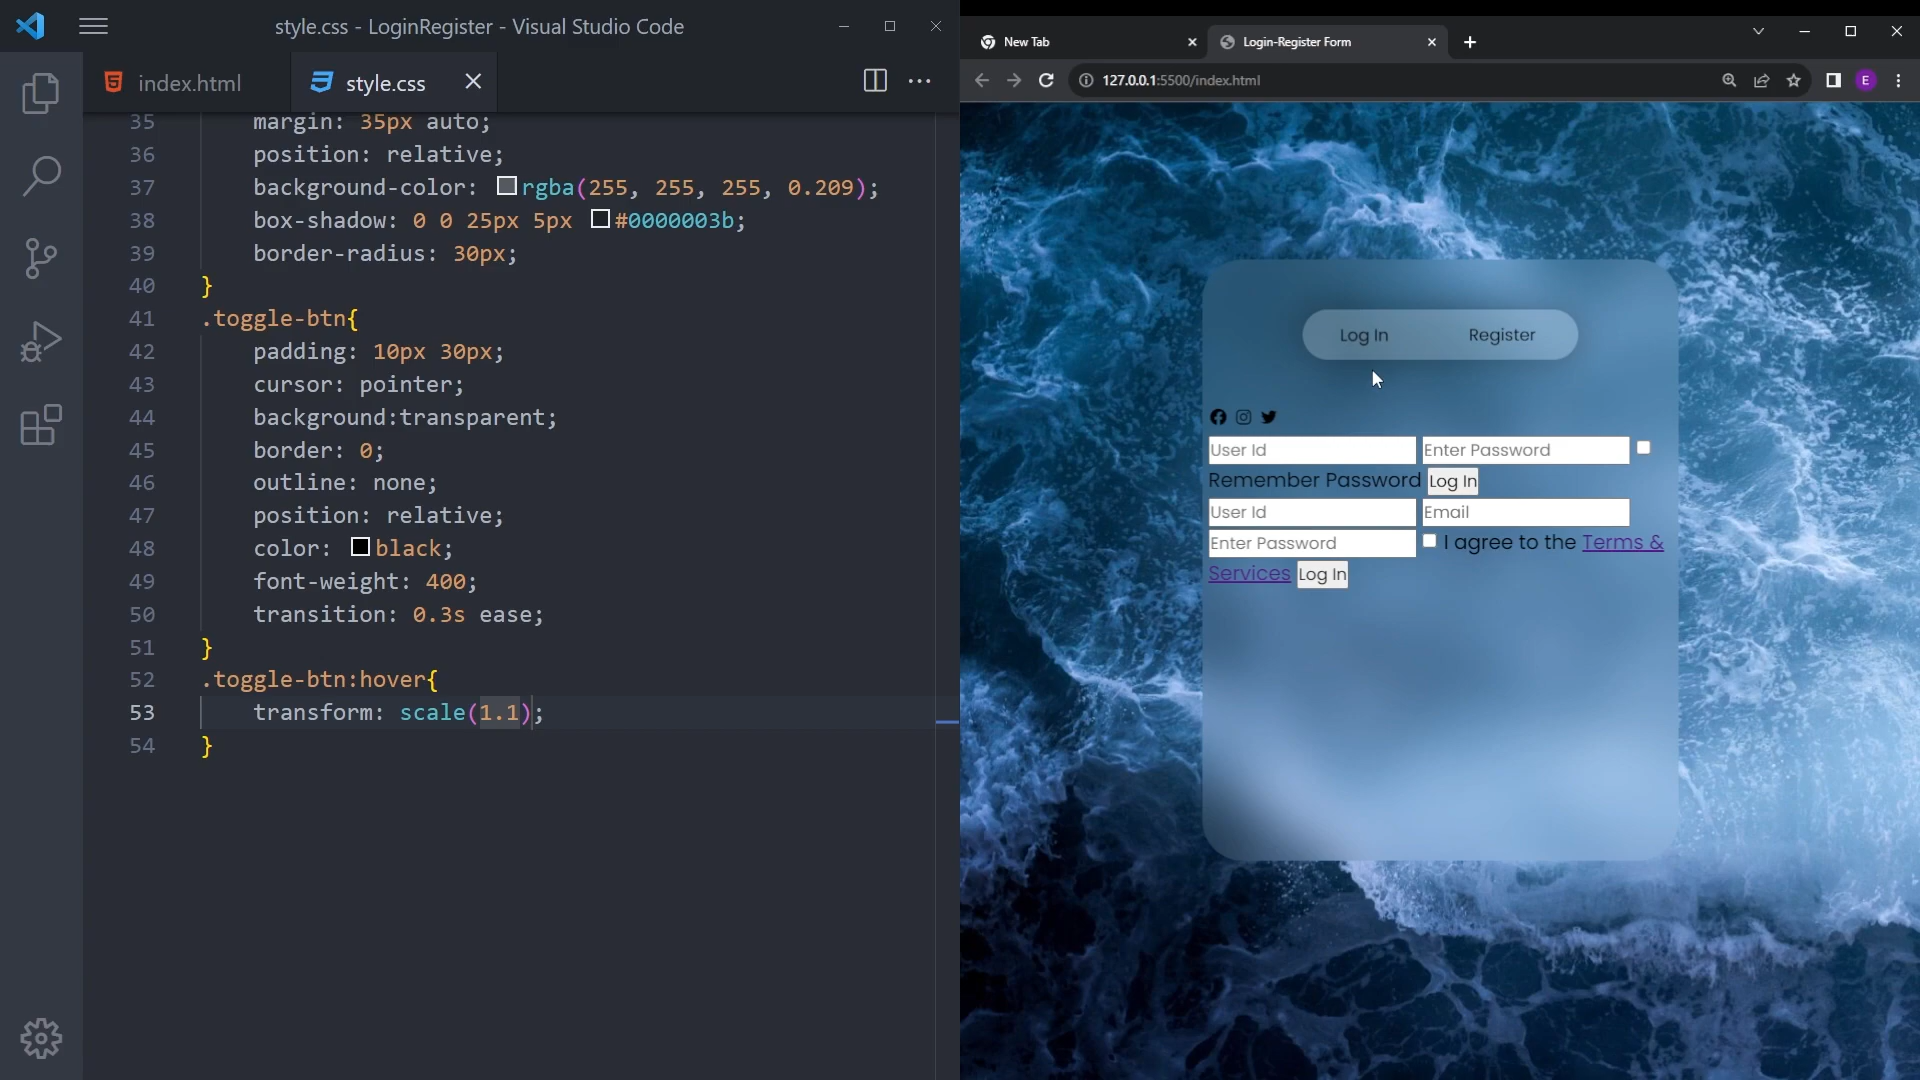 style.css - LoginRegister - Visual Studio Code
index.html
style.css
35 margin: 35px auto;
36 position: relative;
37 background-color: rgba(255, 255, 255, 0.209);
38 box-shadow: 0 0 25px 5px #0000003b;
39 border-radius: 30px;
40 }
41 .toggle-btn{
42 padding: 10px 30px;
43 cursor: pointer;
44 background:transparent;
45 border: 0;
46 outline: none;
47 position: relative;
48 color: black;
49 font-weight: 400;
50 transition: 0.3s ease;
51 }
52 .toggle-btn:hover{
53 transform: scale(1.1);
54 }
New Tab
Login-Register Form
127.0.0.1:5500/index.html
E
Log In Register
User Id Enter Password
Remember Password Log In
User Id Email
Enter Password I agree to the Terms &
Services Log In